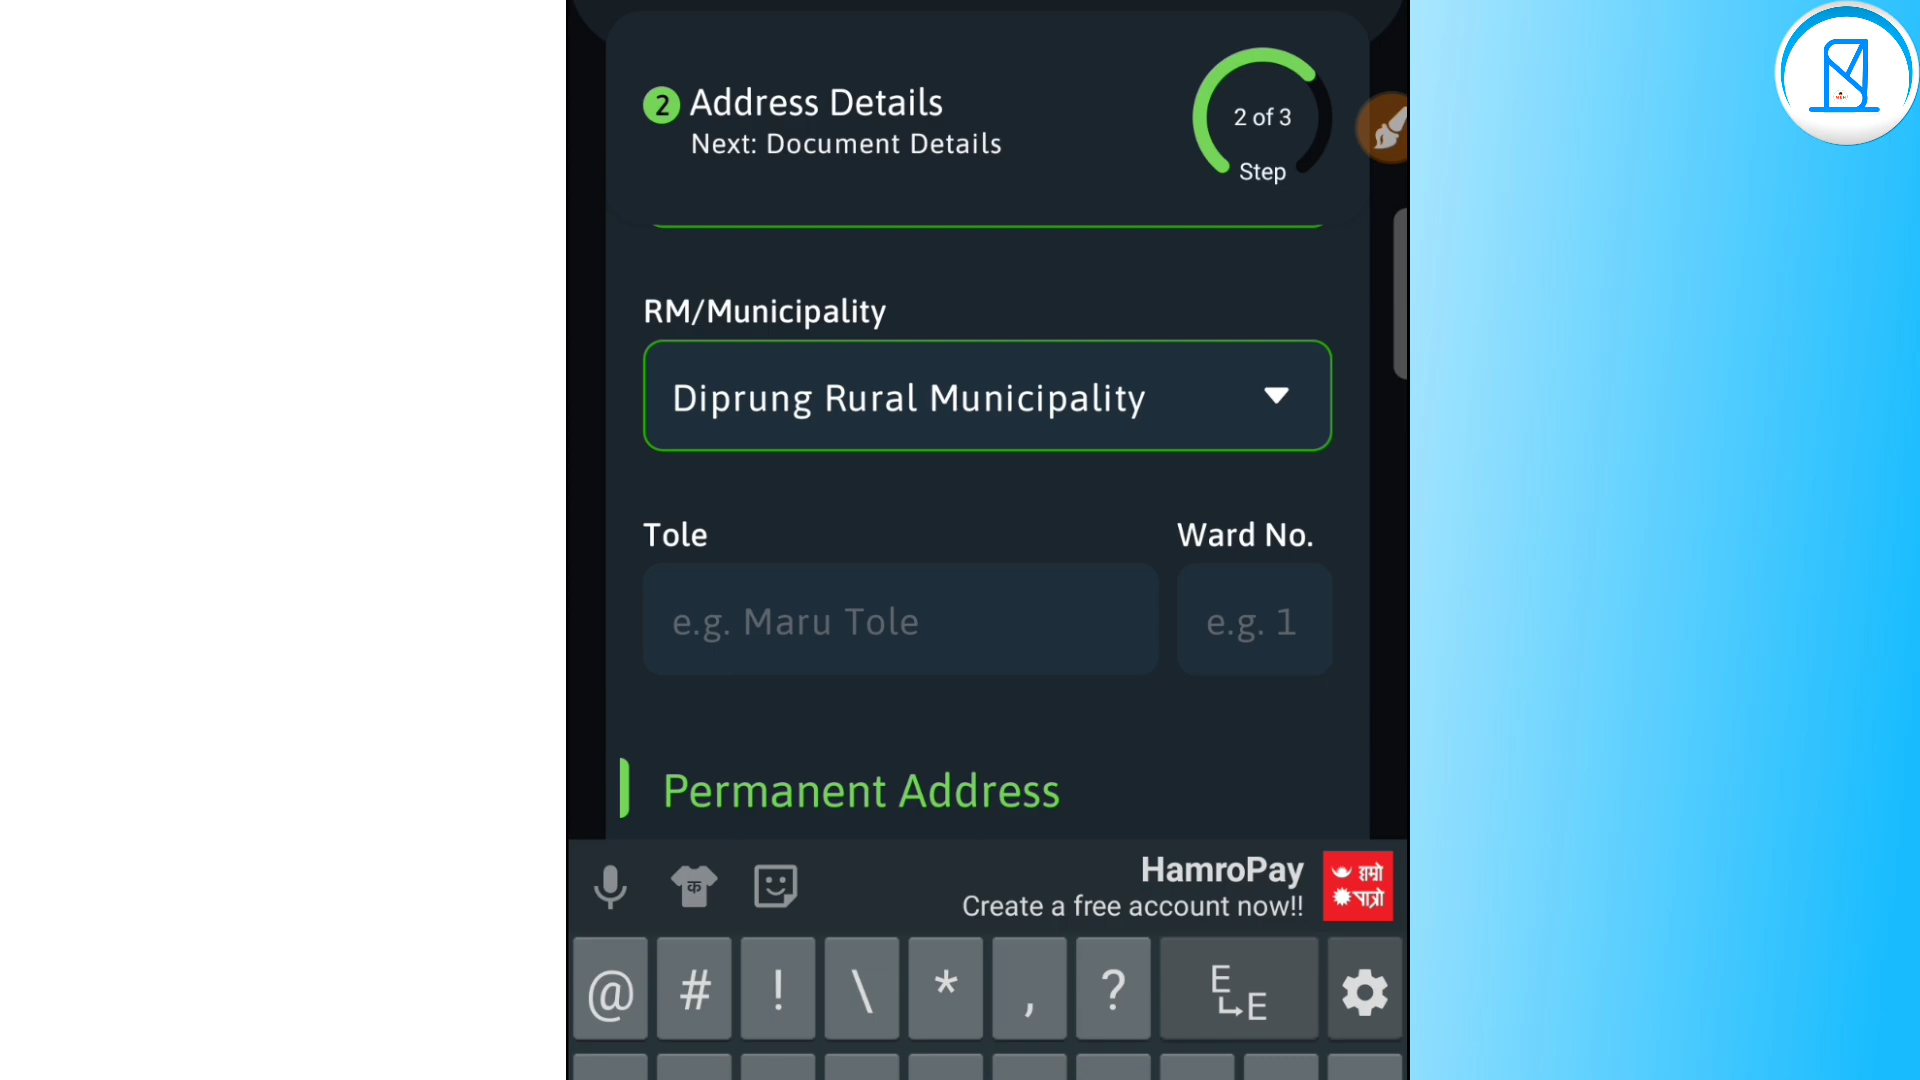 2 Address Details
Next: Document Details
2 of 3
Step
RM/Municipality
Diprung Rural Municipality
Tole
Ward No.
e.g. Maru Tole
e.g. 1
Permanent Address
क
HamroPay
Create a free account now!!
हाम्रो
पात्रो
@ # ! \ * , ? E E